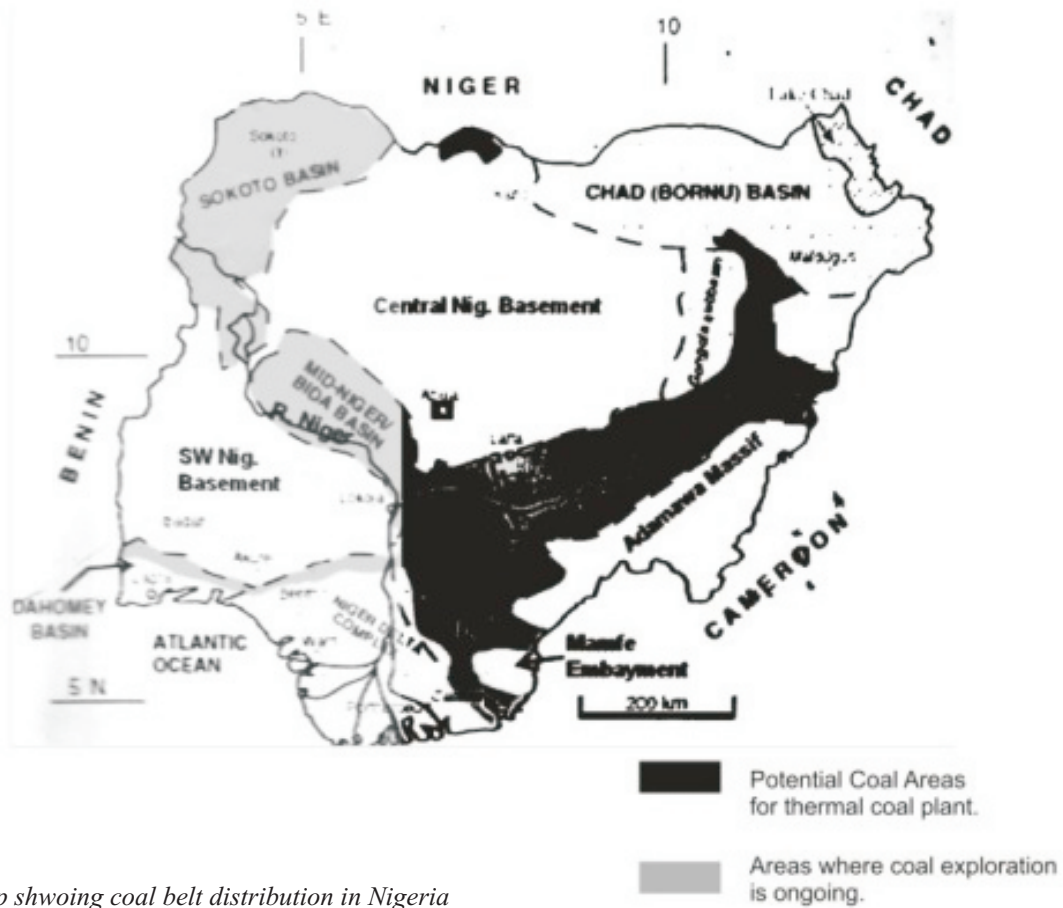 5 E
10
NIGER
CHAD
Lake Chad
Sokoto
SOKOTO BASIN
CHAD (BORNU) BASIN
Central Nig. Basement
10
MID-NIGER/
BIDA BASIN
R. Niger
BENIN
SW Nig.
Basement
Adamawa Massif
CAMEROON
DAHOMEY
BASIN
NIGER DELTA
ATLANTIC
OCEAN
Mamfe
Embayment
5 N
200 km
Potential Coal Areas
for thermal coal plant.
Areas where coal exploration
is ongoing.
shwoing coal belt distribution in Nigeria